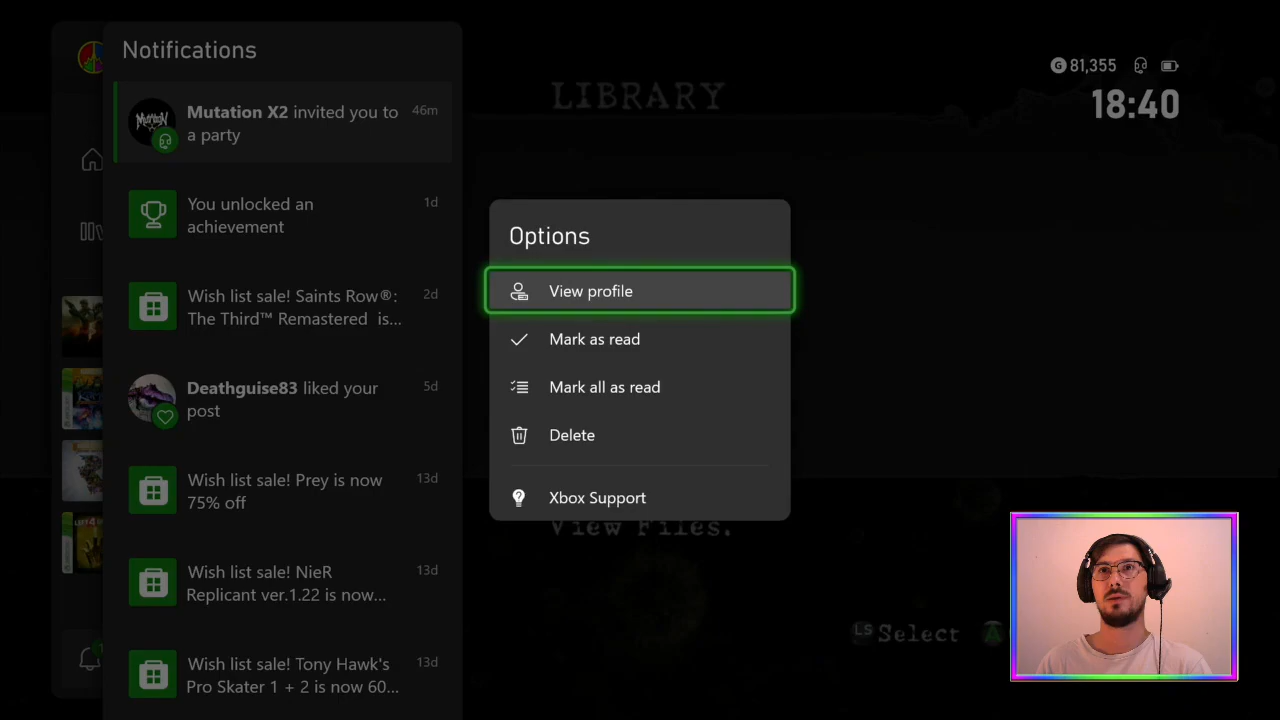 Notifications
Mutation X2 invited you to
a party
46m
You unlocked an
achievement
1d
Wish list sale! Saints Row®:
The Third™ Remastered is...
2d
Deathguise83 liked your
post
5d
Wish list sale! Prey is now
75% off
13d
Wish list sale! NieR
Replicant ver.1.22 is now...
13d
Wish list sale! Tony Hawk's
Pro Skater 1 + 2 is now 60...
13d
LIBRARY
G 81,355
18:40
Options
View profile
Mark as read
Mark all as read
Delete
Xbox Support
View Files.
LS Select A